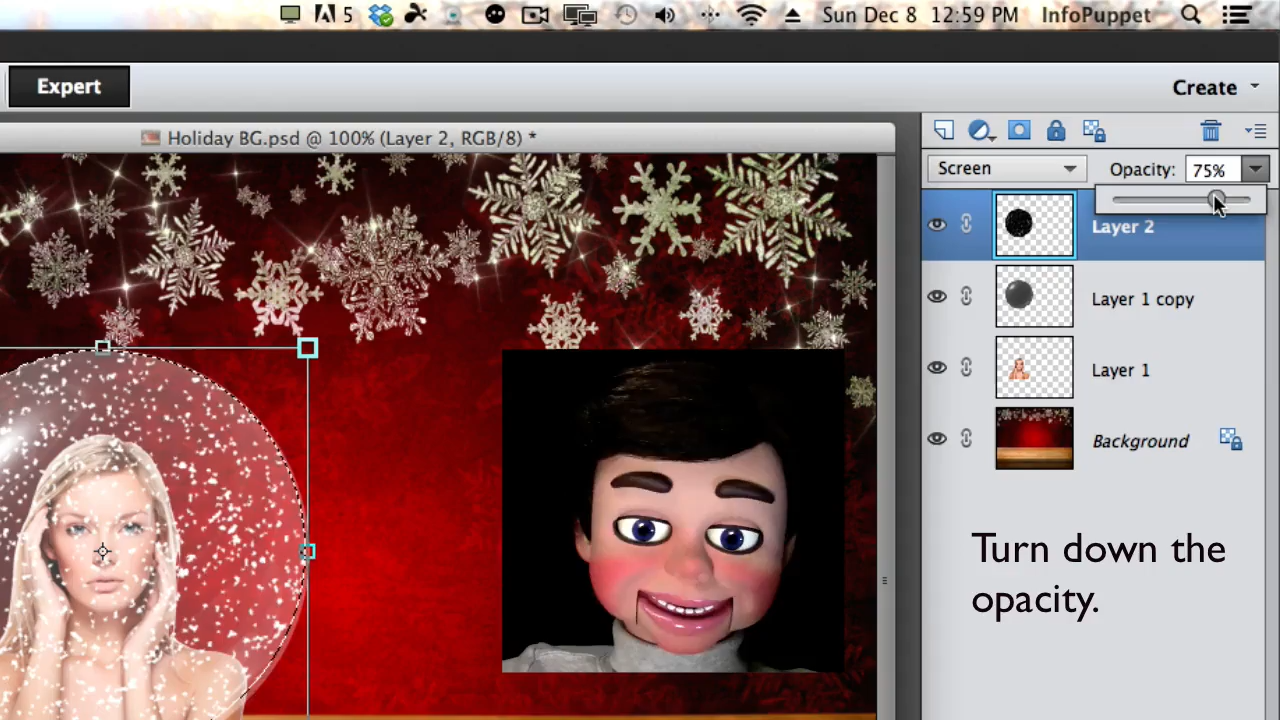 5 Sun Dec 8 12:59 PM InfoPuppet
Expert
Create
Holiday BG.psd @ 100% (Layer 2, RGB/8) *
Screen Opacity: 75%
Layer 2
Layer 1 copy
Layer 1
Background
Turn down the
opacity.